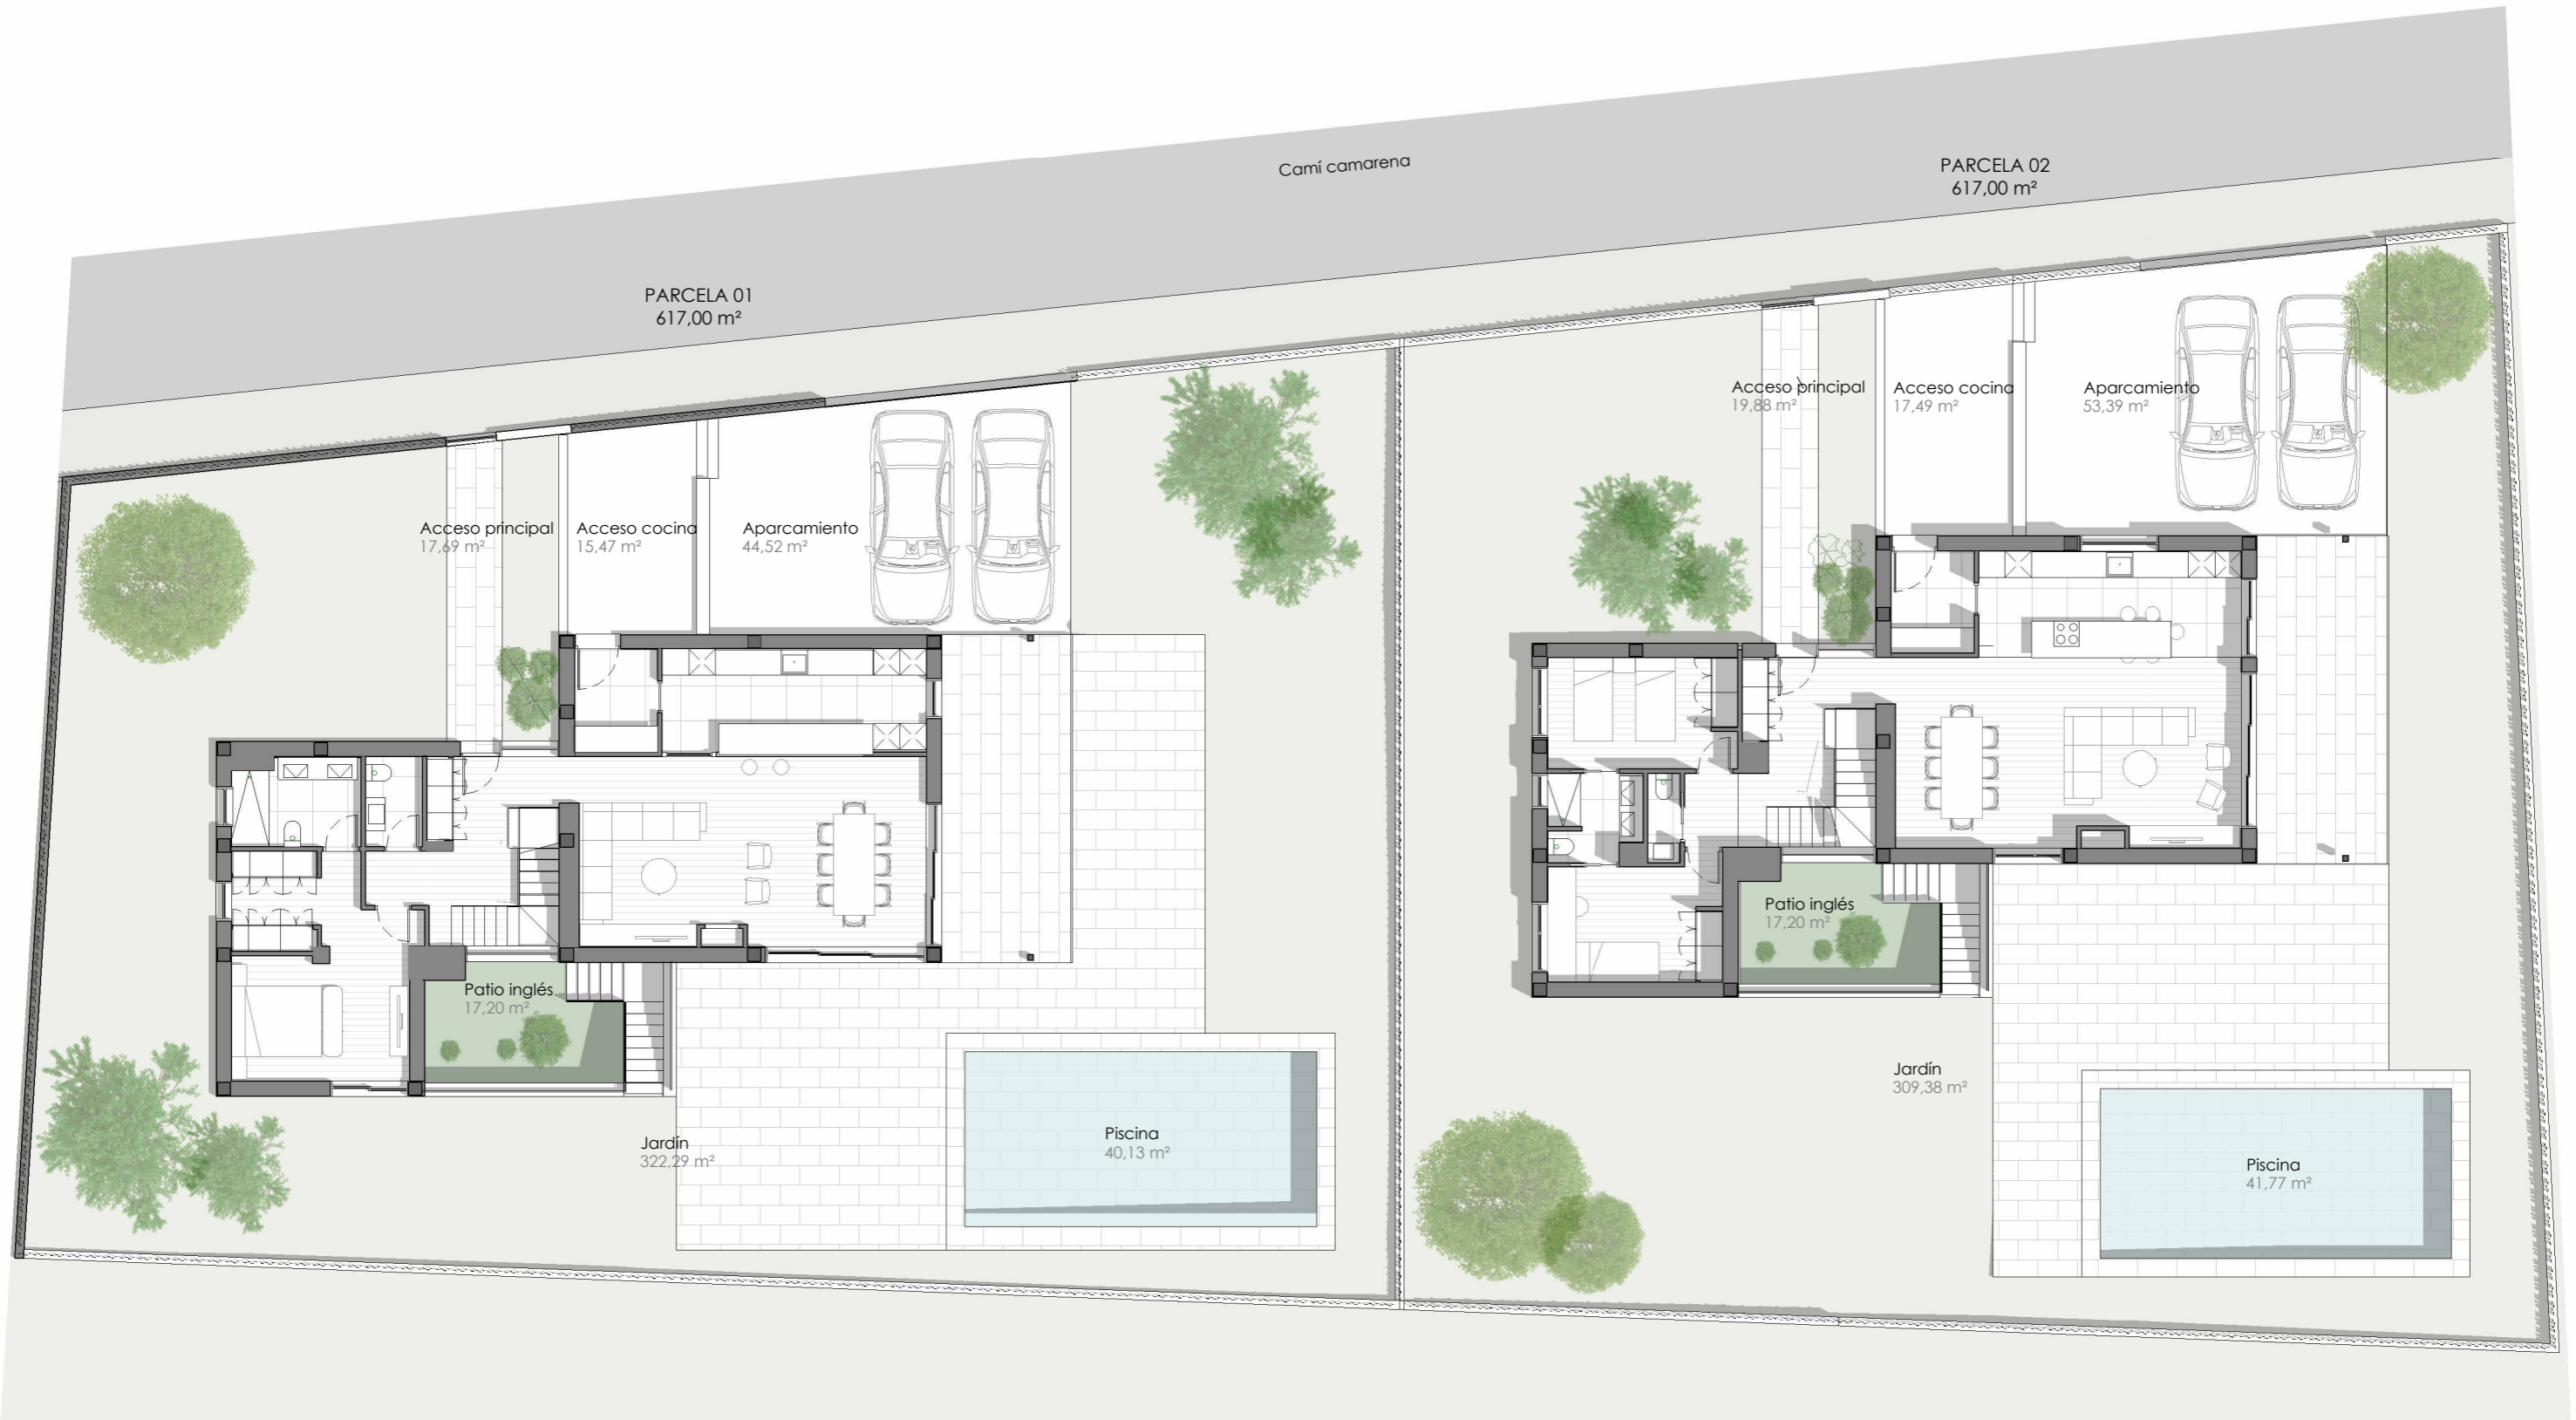 Camí camarena
PARCELA 01
617,00 m²
PARCELA 02
617,00 m²
Acceso principal
17,69 m²
Acceso cocina
15,47 m²
Aparcamiento
44,52 m²
Patio inglés
17,20 m²
Jardín
322,29 m²
Piscina
40,13 m²
Acceso principal
19,88 m²
Acceso cocina
17,49 m²
Aparcamiento
53,39 m²
Patio inglés
17,20 m²
Jardín
309,38 m²
Piscina
41,77 m²